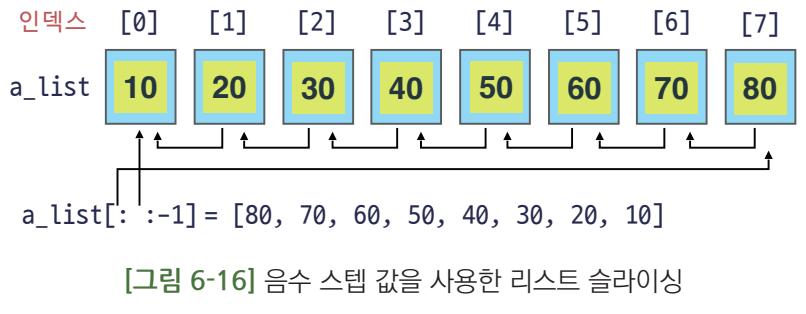 인덱스 [0] [1] [2] [3] [4] [5] [6] [7]
a_list 10 20 30 40 50 60 70 80
a_list[: :-1] = [80, 70, 60, 50, 40, 30, 20, 10]
[그림 6-16] 음수 스텝 값을 사용한 리스트 슬라이싱